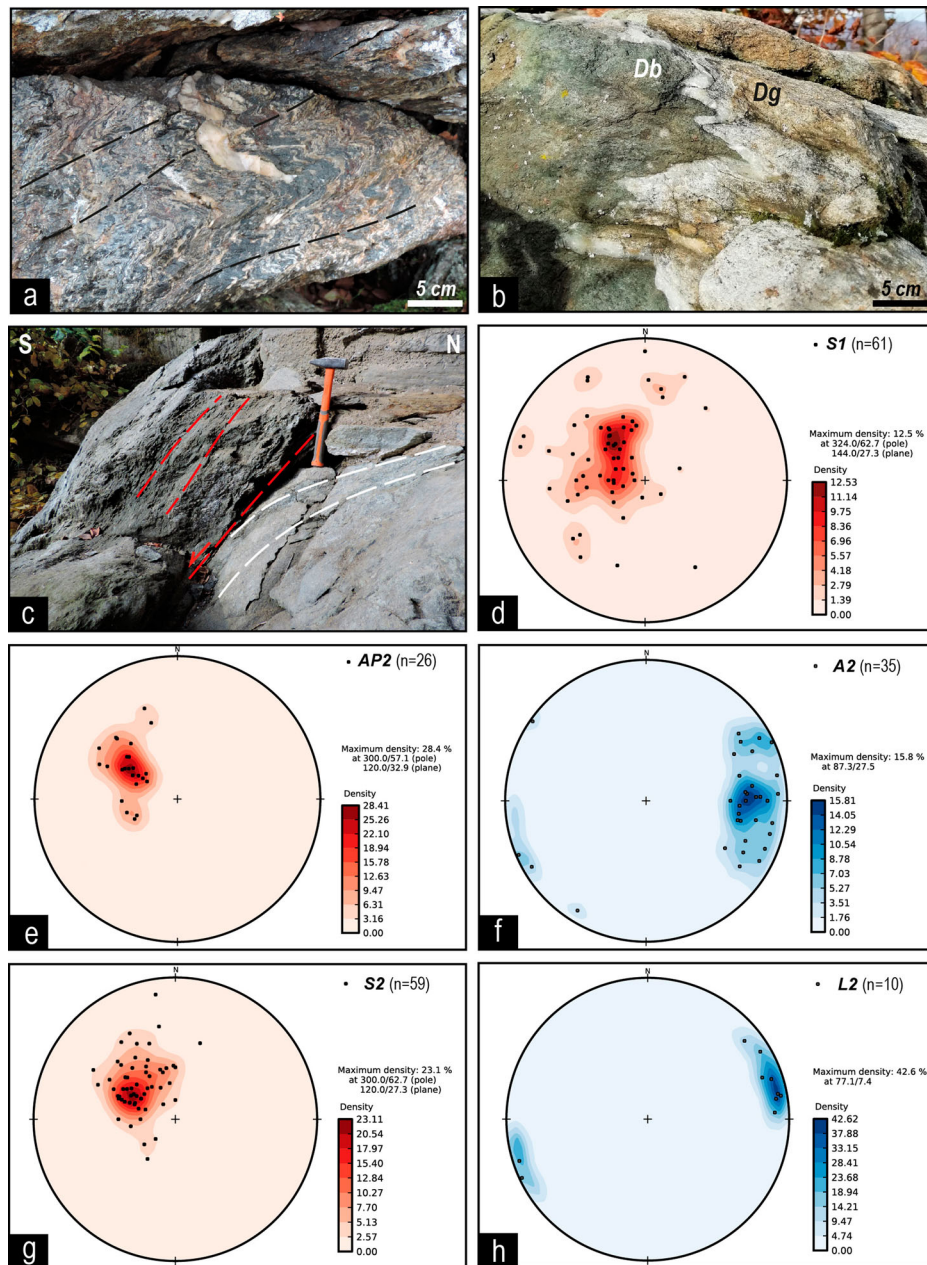 Db
Dg
a
5 cm
b
5 cm
S
N
c
N
S1 (n=61)
Maximum density: 12.5 %
at 324.0/62.7 (pole)
144.0/27.3 (plane)
Density
12.53
11.14
9.75
8.36
6.96
5.57
4.18
2.79
1.39
0.00
d
N
AP2 (n=26)
Maximum density: 28.4 %
at 300.0/57.1 (pole)
120.0/32.9 (plane)
Density
28.41
25.26
22.10
18.94
15.78
12.63
9.47
6.31
3.16
0.00
e
N
A2 (n=35)
Maximum density: 15.8 %
at 87.3/27.5
Density
15.81
14.05
12.29
10.54
8.78
7.03
5.27
3.51
1.76
0.00
f
N
S2 (n=59)
Maximum density: 23.1 %
at 300.0/62.7 (pole)
120.0/27.3 (plane)
Density
23.11
20.54
17.97
15.40
12.84
10.27
7.70
5.13
2.57
0.00
g
N
L2 (n=10)
Maximum density: 42.6 %
at 77.1/7.4
Density
42.62
37.88
33.15
28.41
23.68
18.94
14.21
9.47
4.74
0.00
h